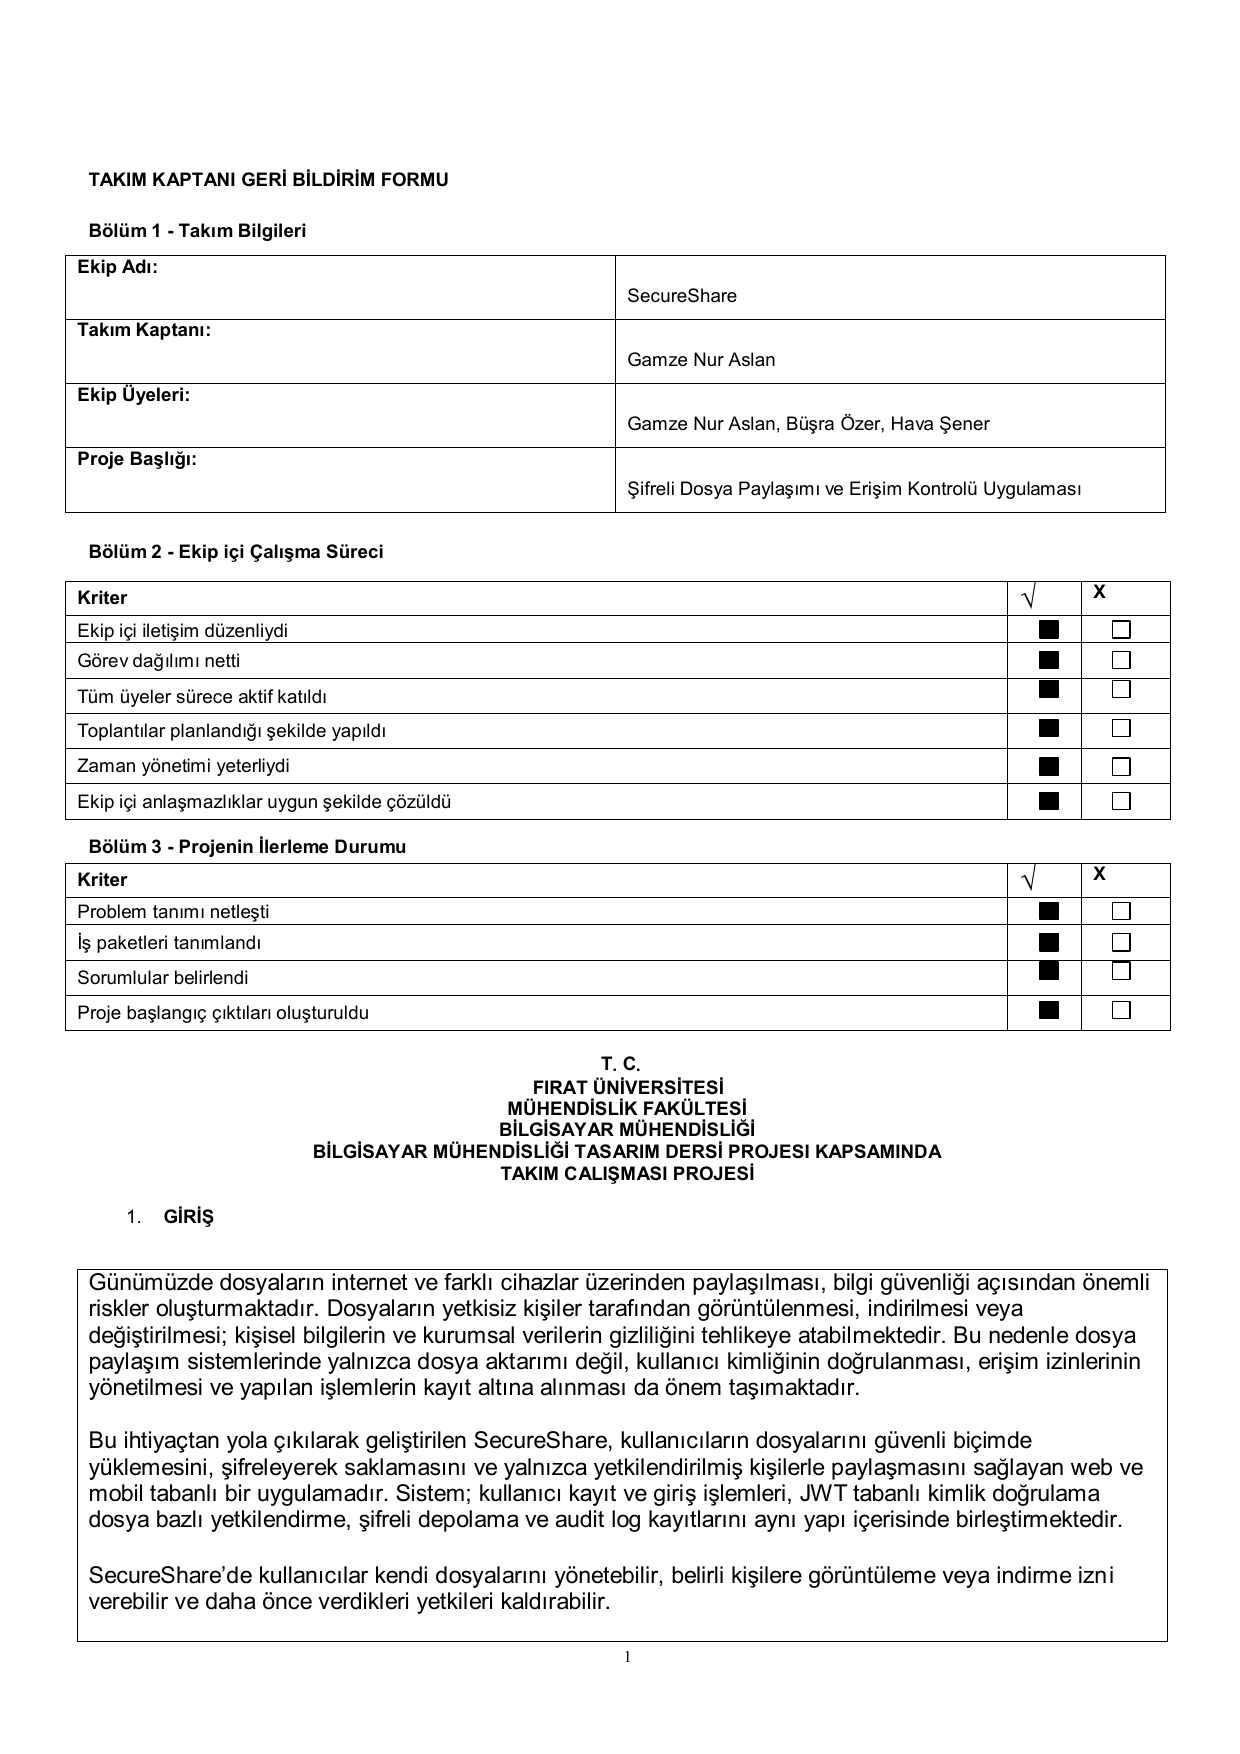 TAKIM KAPTANI GERİ BİLDİRİM FORMU
Bölüm 1 - Takım Bilgileri
Ekip Adı:
SecureShare
Takım Kaptanı:
Gamze Nur Aslan
Ekip Üyeleri:
Gamze Nur Aslan, Büşra Özer, Hava Şener
Proje Başlığı:
Şifreli Dosya Paylaşımı ve Erişim Kontrolü Uygulaması
Bölüm 2 - Ekip içi Çalışma Süreci
Kriter √ X
Ekip içi iletişim düzenliydi ■ □
Görev dağılımı netti ■ □
Tüm üyeler sürece aktif katıldı ■ □
Toplantılar planlandığı şekilde yapıldı ■ □
Zaman yönetimi yeterliydi ■ □
Ekip içi anlaşmazlıklar uygun şekilde çözüldü ■ □
Bölüm 3 - Projenin İlerleme Durumu
Kriter √ X
Problem tanımı netleşti ■ □
İş paketleri tanımlandı ■ □
Sorumlular belirlendi ■ □
Proje başlangıç çıktıları oluşturuldu ■ □
T. C.
FIRAT ÜNİVERSİTESİ
MÜHENDİSLİK FAKÜLTESİ
BİLGİSAYAR MÜHENDİSLİĞİ
BİLGİSAYAR MÜHENDİSLİĞİ TASARIM DERSİ PROJESI KAPSAMINDA
TAKIM CALIŞMASI PROJESİ
1. GİRİŞ
Günümüzde dosyaların internet ve farklı cihazlar üzerinden paylaşılması, bilgi güvenliği açısından önemli
riskler oluşturmaktadır. Dosyaların yetkisiz kişiler tarafından görüntülenmesi, indirilmesi veya
değiştirilmesi; kişisel bilgilerin ve kurumsal verilerin gizliliğini tehlikeye atabilmektedir. Bu nedenle dosya
paylaşım sistemlerinde yalnızca dosya aktarımı değil, kullanıcı kimliğinin doğrulanması, erişim izinlerinin
yönetilmesi ve yapılan işlemlerin kayıt altına alınması da önem taşımaktadır.
Bu ihtiyaçtan yola çıkılarak geliştirilen SecureShare, kullanıcıların dosyalarını güvenli biçimde
yüklemesini, şifreleyerek saklamasını ve yalnızca yetkilendirilmiş kişilerle paylaşmasını sağlayan web ve
mobil tabanlı bir uygulamadır. Sistem; kullanıcı kayıt ve giriş işlemleri, JWT tabanlı kimlik doğrulama
dosya bazlı yetkilendirme, şifreli depolama ve audit log kayıtlarını aynı yapı içerisinde birleştirmektedir.
SecureShare’de kullanıcılar kendi dosyalarını yönetebilir, belirli kişilere görüntüleme veya indirme izni
verebilir ve daha önce verdikleri yetkileri kaldırabilir.
1